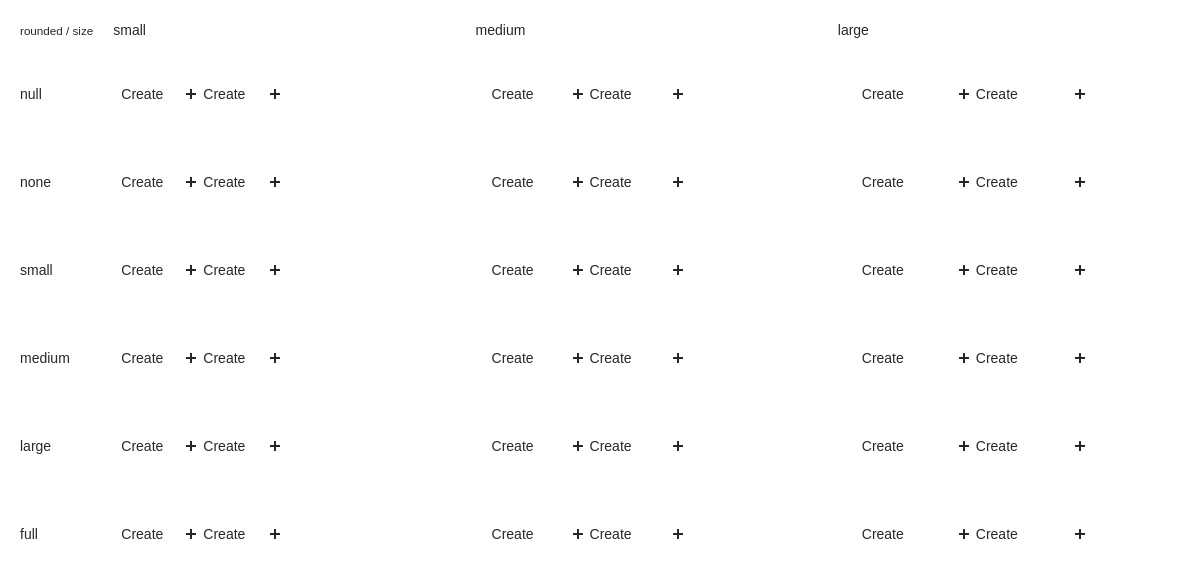 rounded / size small medium large
null Create + Create + Create + Create + Create + Create +
none Create + Create + Create + Create + Create + Create +
small Create + Create + Create + Create + Create + Create +
medium Create + Create + Create + Create + Create + Create +
large Create + Create + Create + Create + Create + Create +
full Create + Create + Create + Create + Create + Create +